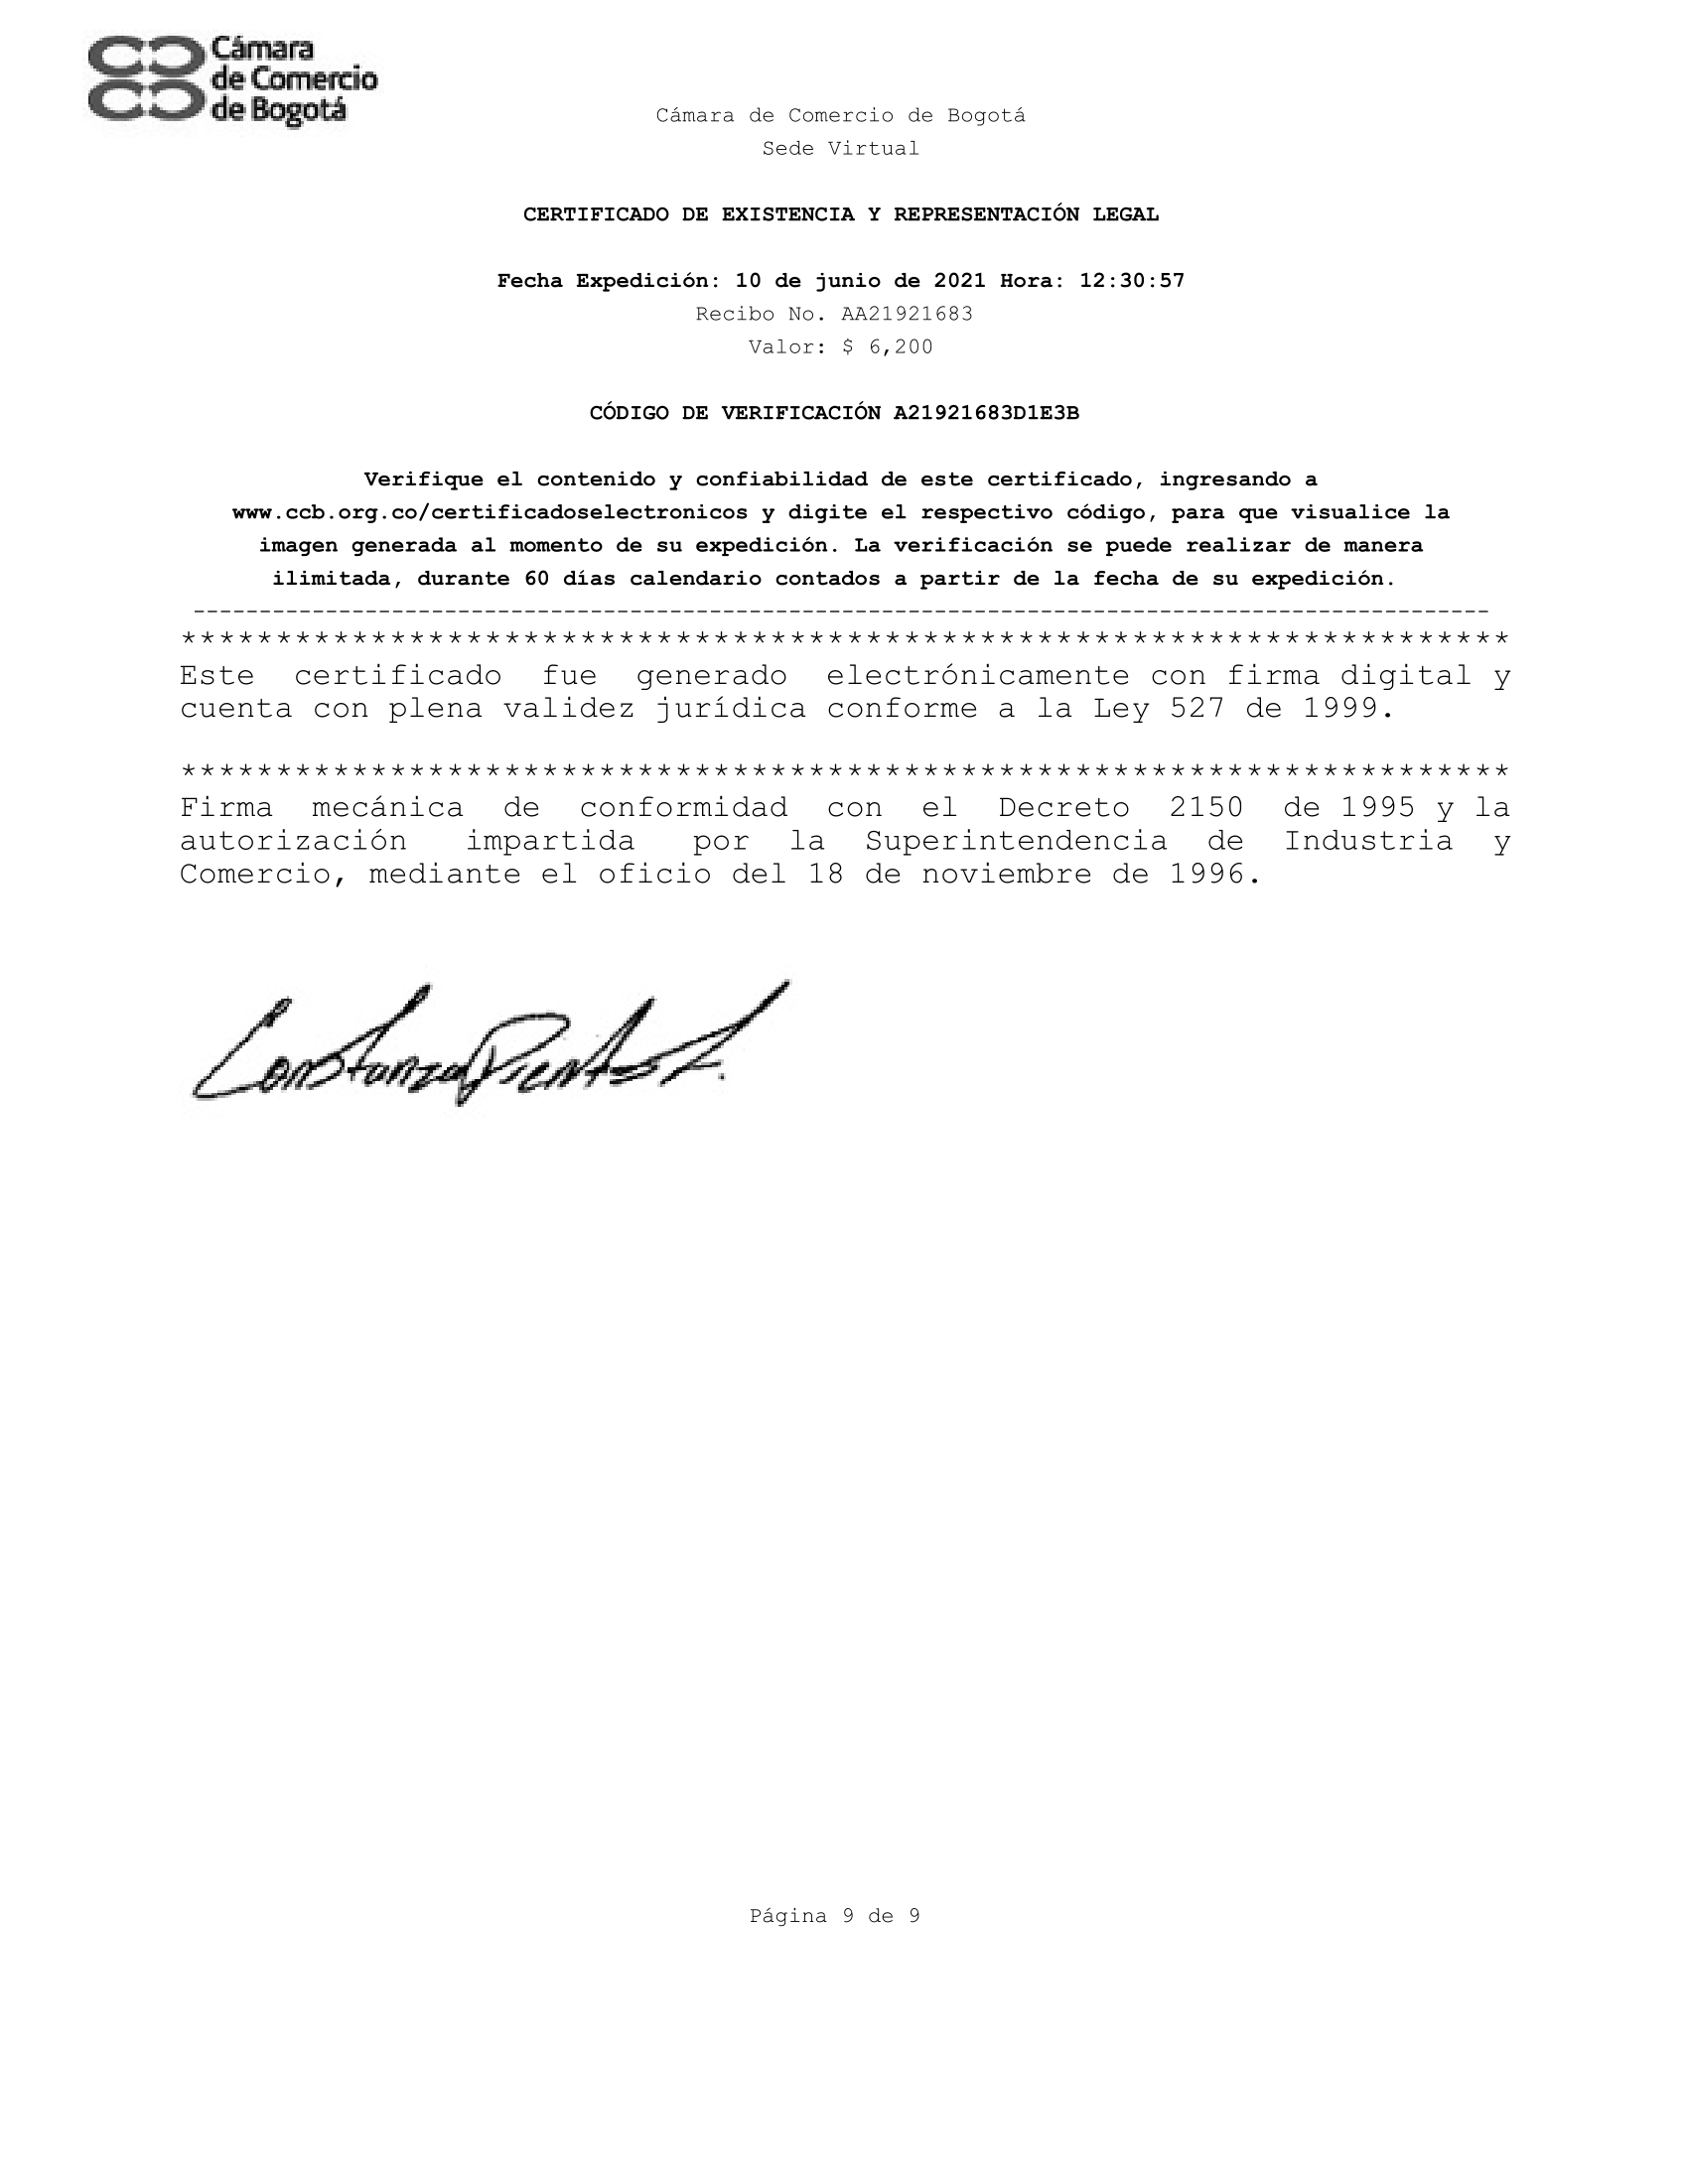 Cámara
de Comercio
de Bogotá
Cámara de Comercio de Bogotá
Sede Virtual
CERTIFICADO DE EXISTENCIA Y REPRESENTACIÓN LEGAL
Fecha Expedición: 10 de junio de 2021 Hora: 12:30:57
Recibo No. AA21921683
Valor: $ 6,200
CÓDIGO DE VERIFICACIÓN A21921683D1E3B
Verifique el contenido y confiabilidad de este certificado, ingresando a
www.ccb.org.co/certificadoselectronicos y digite el respectivo código, para que visualice la
imagen generada al momento de su expedición. La verificación se puede realizar de manera
ilimitada, durante 60 días calendario contados a partir de la fecha de su expedición.
--------------------------------------------------------------------------------------------------
**********************************************************************
Este certificado fue generado electrónicamente con firma digital y
cuenta con plena validez jurídica conforme a la Ley 527 de 1999.
**********************************************************************
Firma mecánica de conformidad con el Decreto 2150 de 1995 y la
autorización impartida por la Superintendencia de Industria y
Comercio, mediante el oficio del 18 de noviembre de 1996.
Constanza
Página 9 de 9